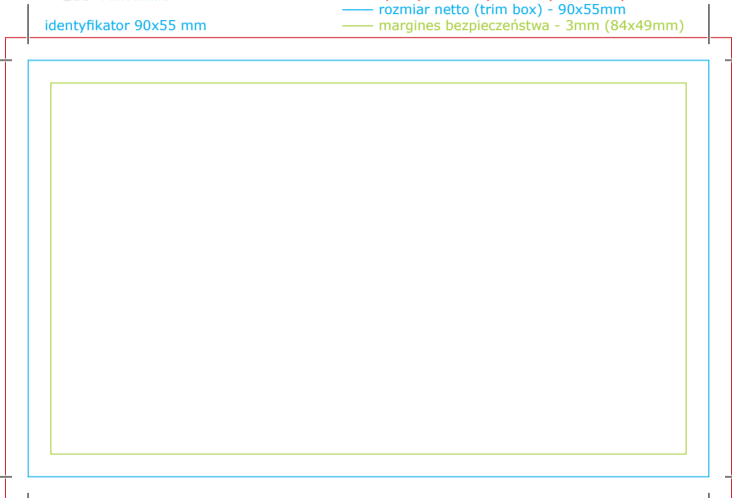 rozmiar netto (trim box) - 90x55mm
identyfikator 90x55 mm
margines bezpieczeństwa - 3mm (84x49mm)